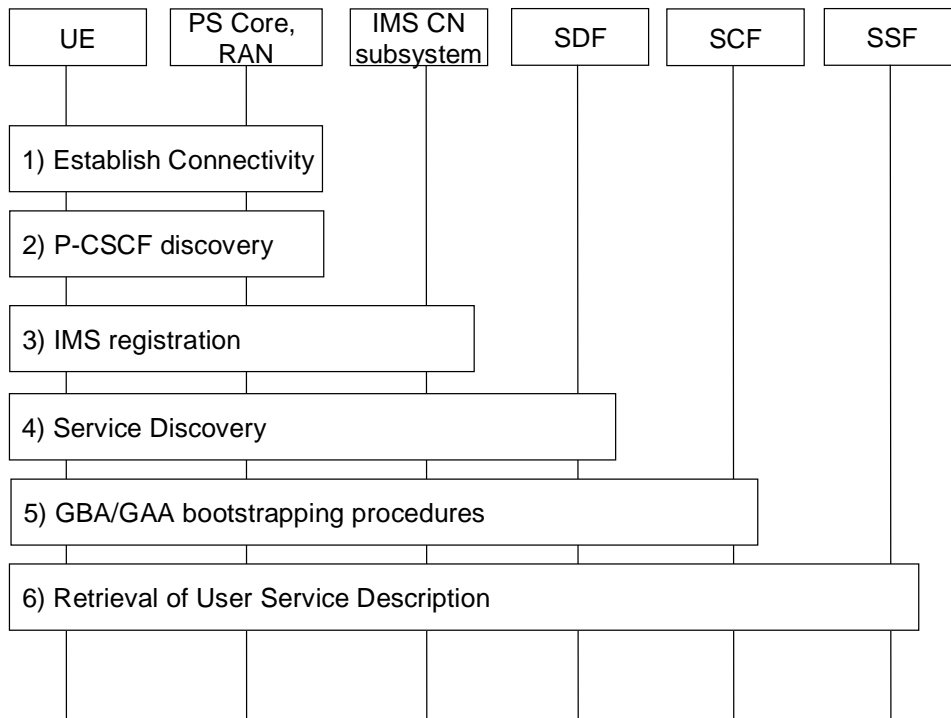 UE
PS Core,
RAN
IMS CN
subsystem
SDF
SCF
SSF
1) Establish Connectivity
2) P-CSCF discovery
3) IMS registration
4) Service Discovery
5) GBA/GAA bootstrapping procedures
6) Retrieval of User Service Description